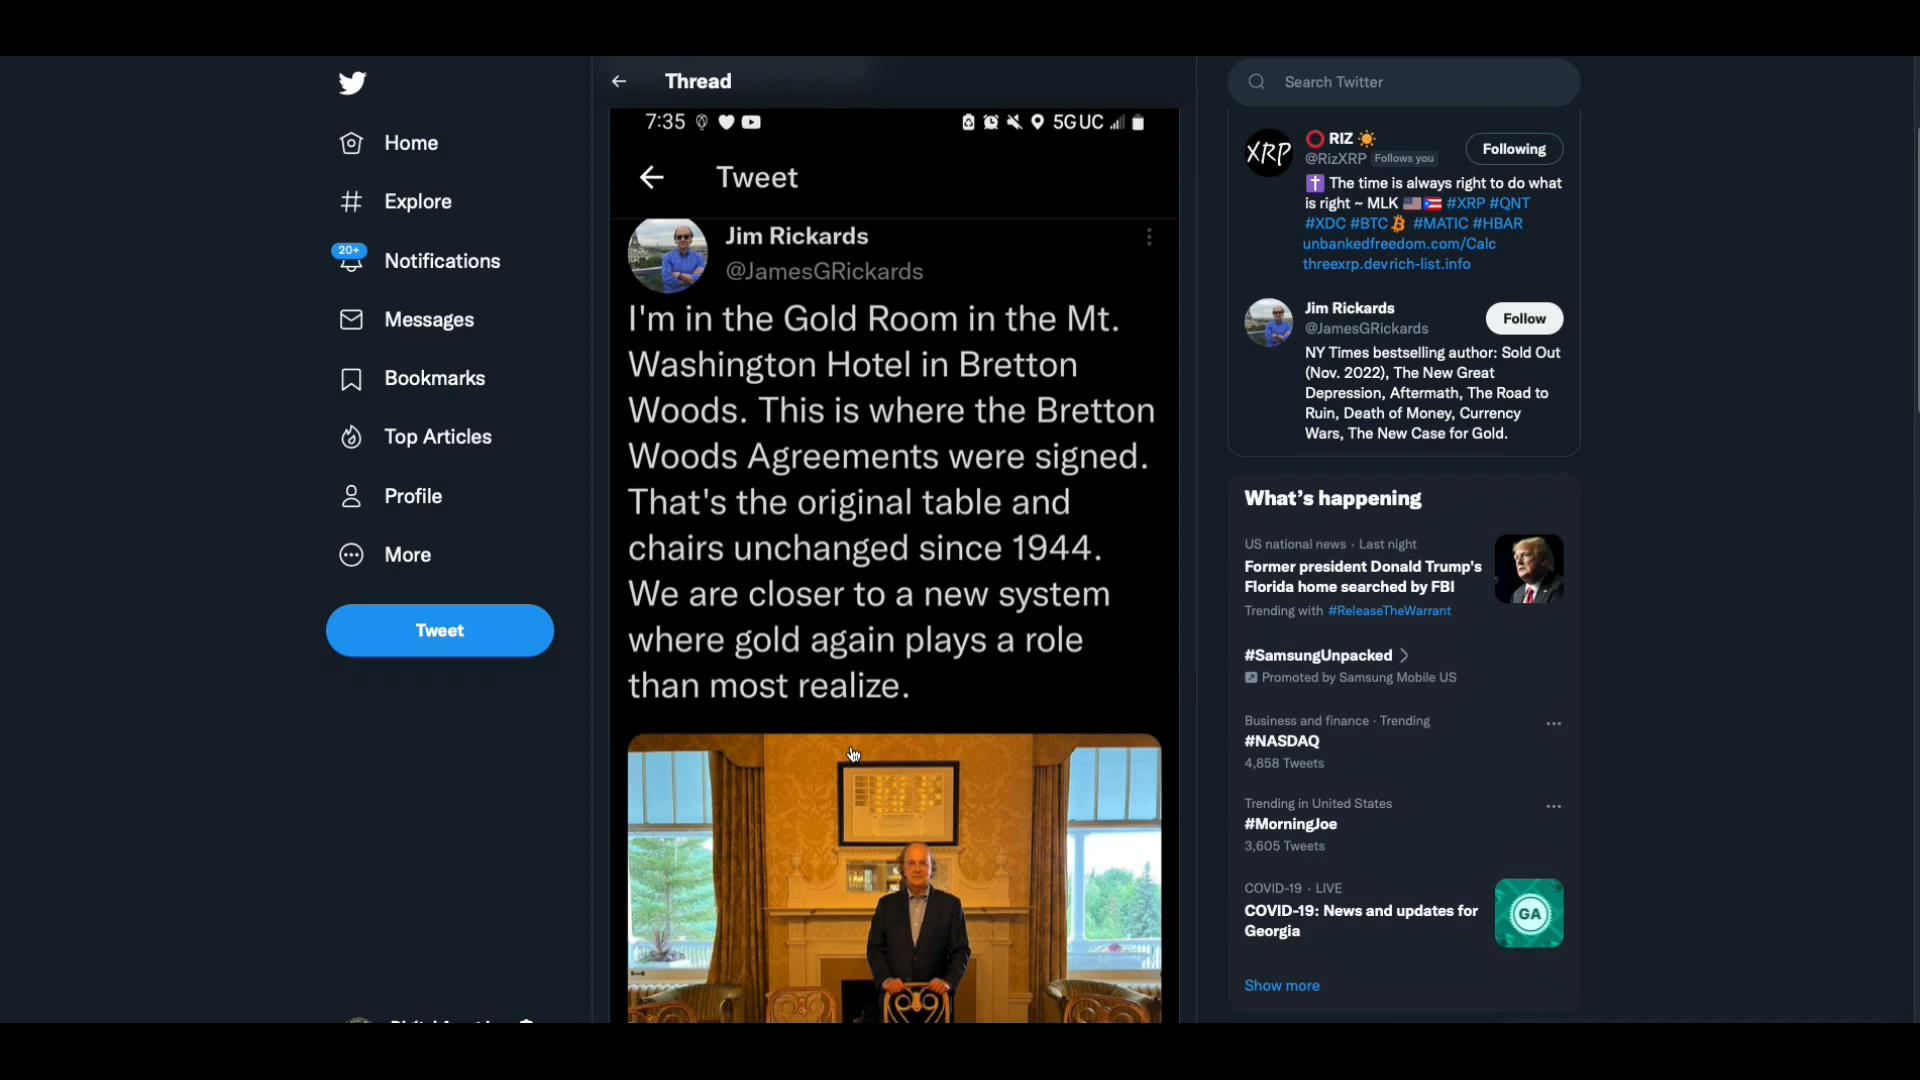 Home
Explore
20+
Notifications
Messages
Bookmarks
Top Articles
Profile
More
Tweet
Thread
7:35
5G UC
Tweet
Jim Rickards
@JamesGRickards
I'm in the Gold Room in the Mt.
Washington Hotel in Bretton
Woods. This is where the Bretton
Woods Agreements were signed.
That's the original table and
chairs unchanged since 1944.
We are closer to a new system
where gold again plays a role
than most realize.
Search Twitter
XRP
⭕ RIZ ☀️
@RizXRP Follows you
Following
✝️ The time is always right to do what
is right ~ MLK 🇺🇸🇵🇷 #XRP #QNT
#XDC #BTC #MATIC #HBAR
unbankedfreedom.com/Calc
threexrp.devrich-list.info
Jim Rickards
@JamesGRickards
Follow
NY Times bestselling author: Sold Out
(Nov. 2022), The New Great
Depression, Aftermath, The Road to
Ruin, Death of Money, Currency
Wars, The New Case for Gold.
What's happening
US national news · Last night
Former president Donald Trump's
Florida home searched by FBI
Trending with #ReleaseTheWarrant
#SamsungUnpacked
Promoted by Samsung Mobile US
Business and finance · Trending
#NASDAQ
4,858 Tweets
Trending in United States
#MorningJoe
3,605 Tweets
COVID-19 · LIVE
COVID-19: News and updates for
Georgia
GA
Show more